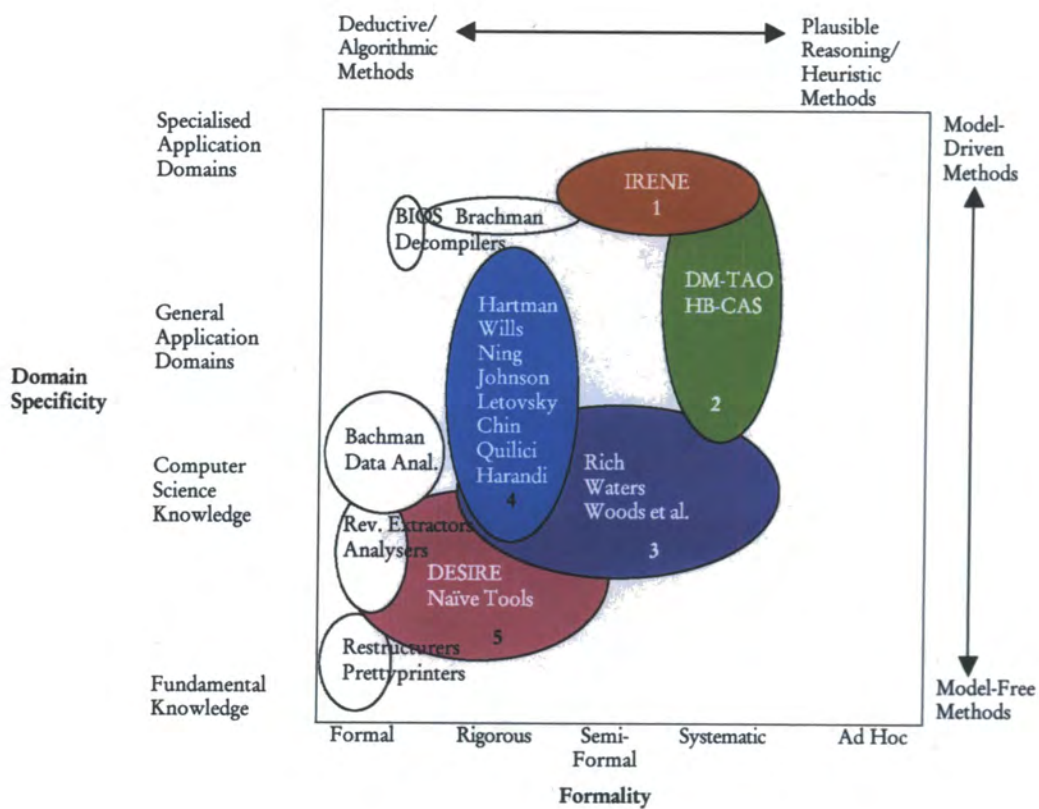 Deductive/
Algorithmic
Methods
Plausible
Reasoning/
Heuristic
Methods
Specialised
Application
Domains
Model-
Driven
Methods
IRENE
1
BIOS Brachman
Decompilers
DM-TAO
HB-CAS
2
General
Application
Domains
Hartman
Wills
Ning
Johnson
Letovsky
Chin
Quilici
Harandi
4
Domain
Specificity
Bachman
Data Anal.
Computer
Science
Knowledge
Rich
Waters
Woods et al.
3
Rev. Extractors
Analysers
DESIRE
Naïve Tools
5
Restructurers
Prettyprinters
Fundamental
Knowledge
Model-Free
Methods
Formal
Rigorous
Semi-
Formal
Systematic
Ad Hoc
Formality